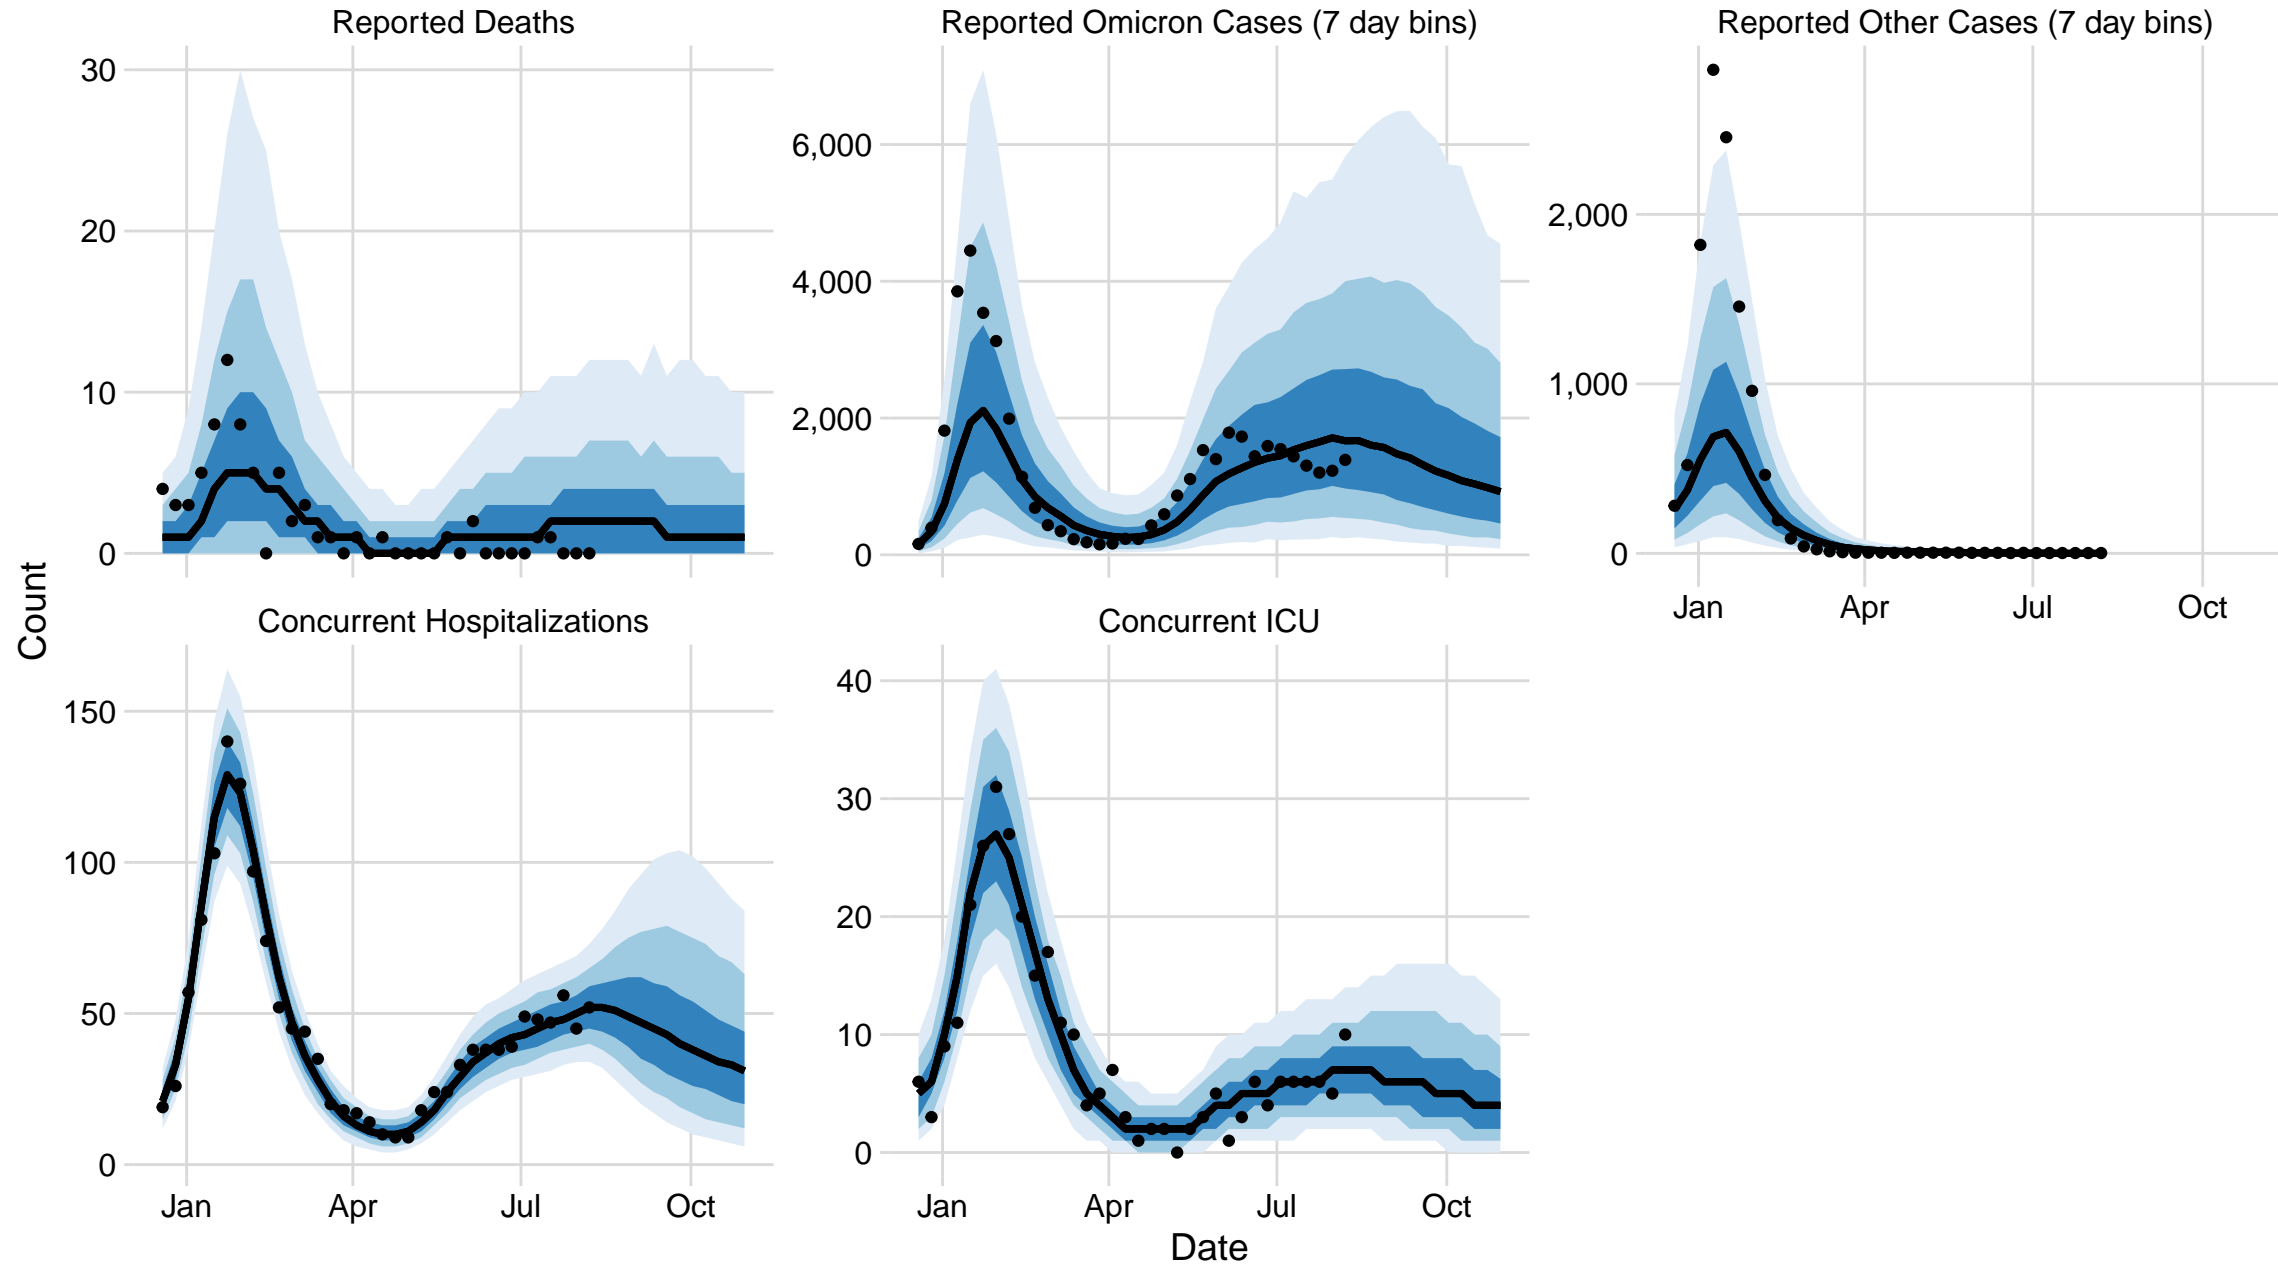 Reported Deaths
Reported Omicron Cases (7 day bins)
Reported Other Cases (7 day bins)
30
20
10
0
6,000
4,000
2,000
0
2,000
1,000
0
Jan Apr Jul Oct
Count
Concurrent Hospitalizations
Concurrent ICU
150
100
50
0
40
30
20
10
0
Jan Apr Jul Oct
Jan Apr Jul Oct
Date